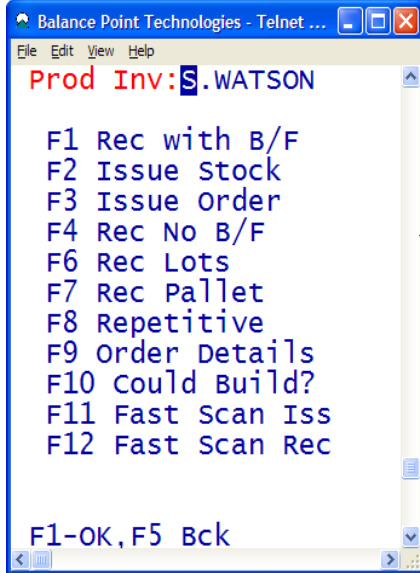 Balance Point Technologies - Telnet ...
File Edit View Help
Prod Inv:S.WATSON
F1 Rec with B/F
F2 Issue Stock
F3 Issue Order
F4 Rec No B/F
F6 Rec Lots
F7 Rec Pallet
F8 Repetitive
F9 Order Details
F10 Could Build?
F11 Fast Scan Iss
F12 Fast Scan Rec
F1-OK,F5 Bck